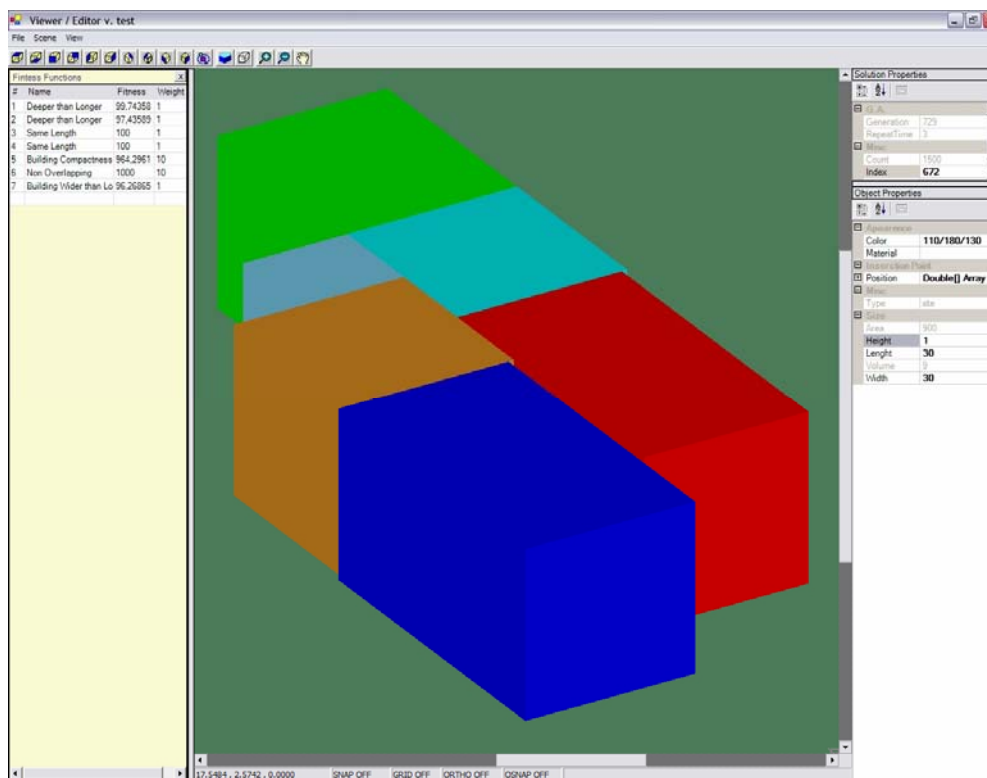 Viewer / Editor v. test
File Scene View
Fintess Functions X
# Name Fitness Weight
1 Deeper than Longer 99,74358 1
2 Deeper than Longer 97,43589 1
3 Same Length 100 1
4 Same Length 100 1
5 Building Compactness 964,2961 10
6 Non Overlapping 1000 10
7 Building Wider than Lo 96,26865 1
Solution Properties
G.A.
Generation 729
RepeatTime 3
Misc
Count 1500
Index 672
Object Properties
Color 110/180/130
Material
Position Double[] Array
Misc
Type site
Size
Area 900
Height 1
Lenght 30
Volume 9
Width 30
17.5484 , 2.5742 , 0.0000 SNAP OFF GRID OFF ORTHO OFF OSNAP OFF